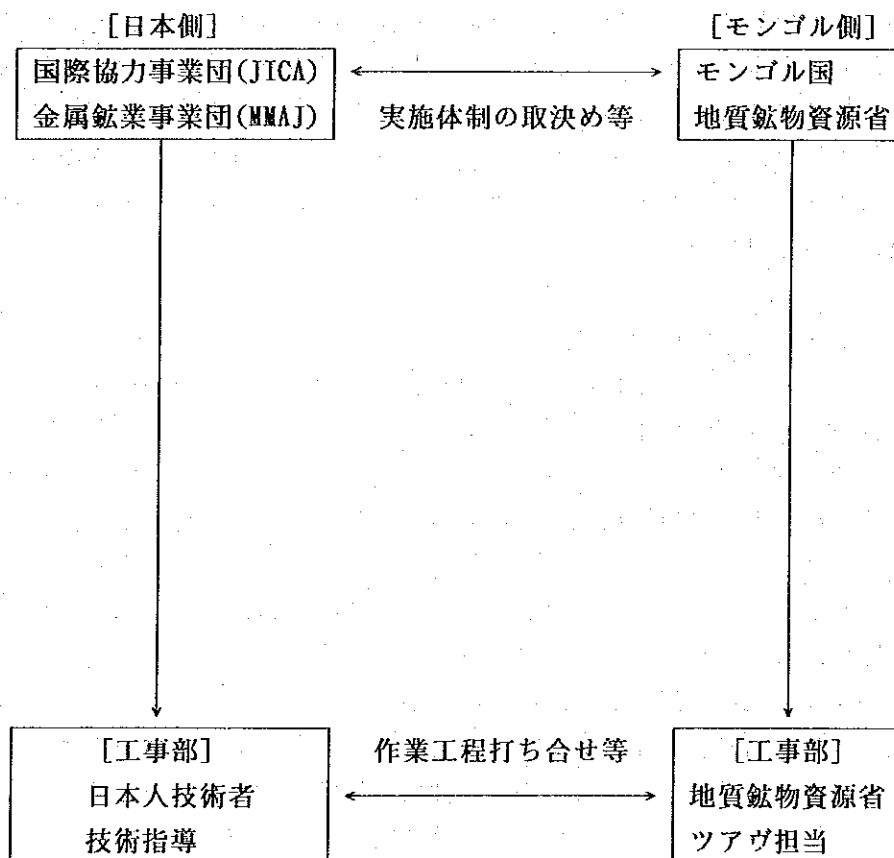 [日本側]
[モンゴル側]
国際協力事業団(JICA)
金属鉱業事業団(MMAJ)
実施体制の取決め等
モンゴル国
地質鉱物資源省
[工事部]
日本人技術者
技術指導
作業工程打ち合せ等
[工事部]
地質鉱物資源省
ツアヴ担当